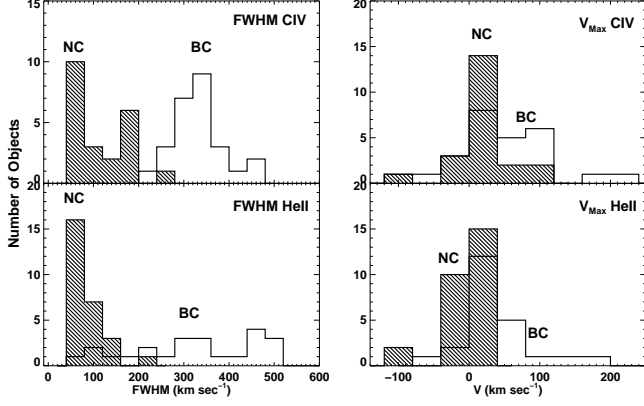 FWHM CIV
NC
BC
15
10
5
0
V_Max CIV
NC
BC
20
15
10
5
0
Number of Objects
FWHM HeII
NC
BC
20
15
10
5
0
0 100 200 300 400 500 600
FWHM (km sec⁻¹)
V_Max HeII
NC
BC
20
15
10
5
0
-100 0 100 200
V (km sec⁻¹)